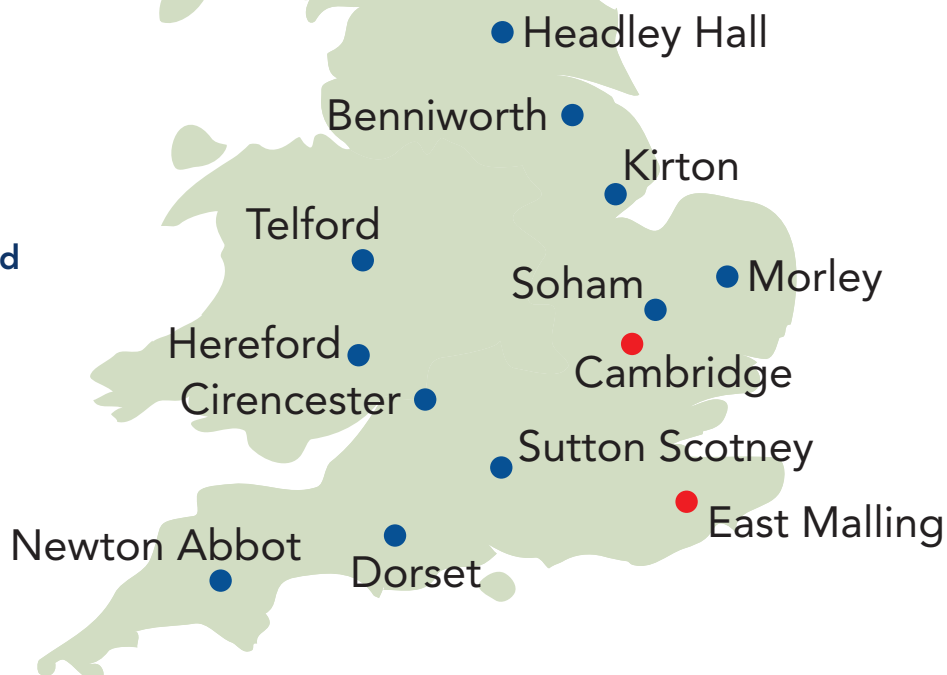 Headley Hall
Benniworth
Kirton
Telford
d
Soham
Morley
Hereford
Cambridge
Cirencester
Sutton Scotney
East Malling
Newton Abbot
Dorset